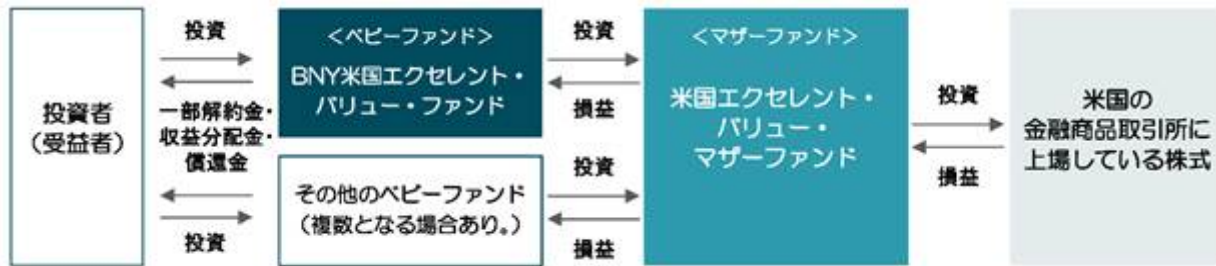 投資者
（受益者）
投資
一部解約金・
収益分配金・
償還金
投資
＜ベビーファンド＞
BNY米国エクセレント・
バリュー・ファンド
その他のベビーファンド
（複数となる場合あり。）
投資
損益
投資
損益
＜マザーファンド＞
米国エクセレント・
バリュー・
マザーファンド
投資
損益
米国の
金融商品取引所に
上場している株式